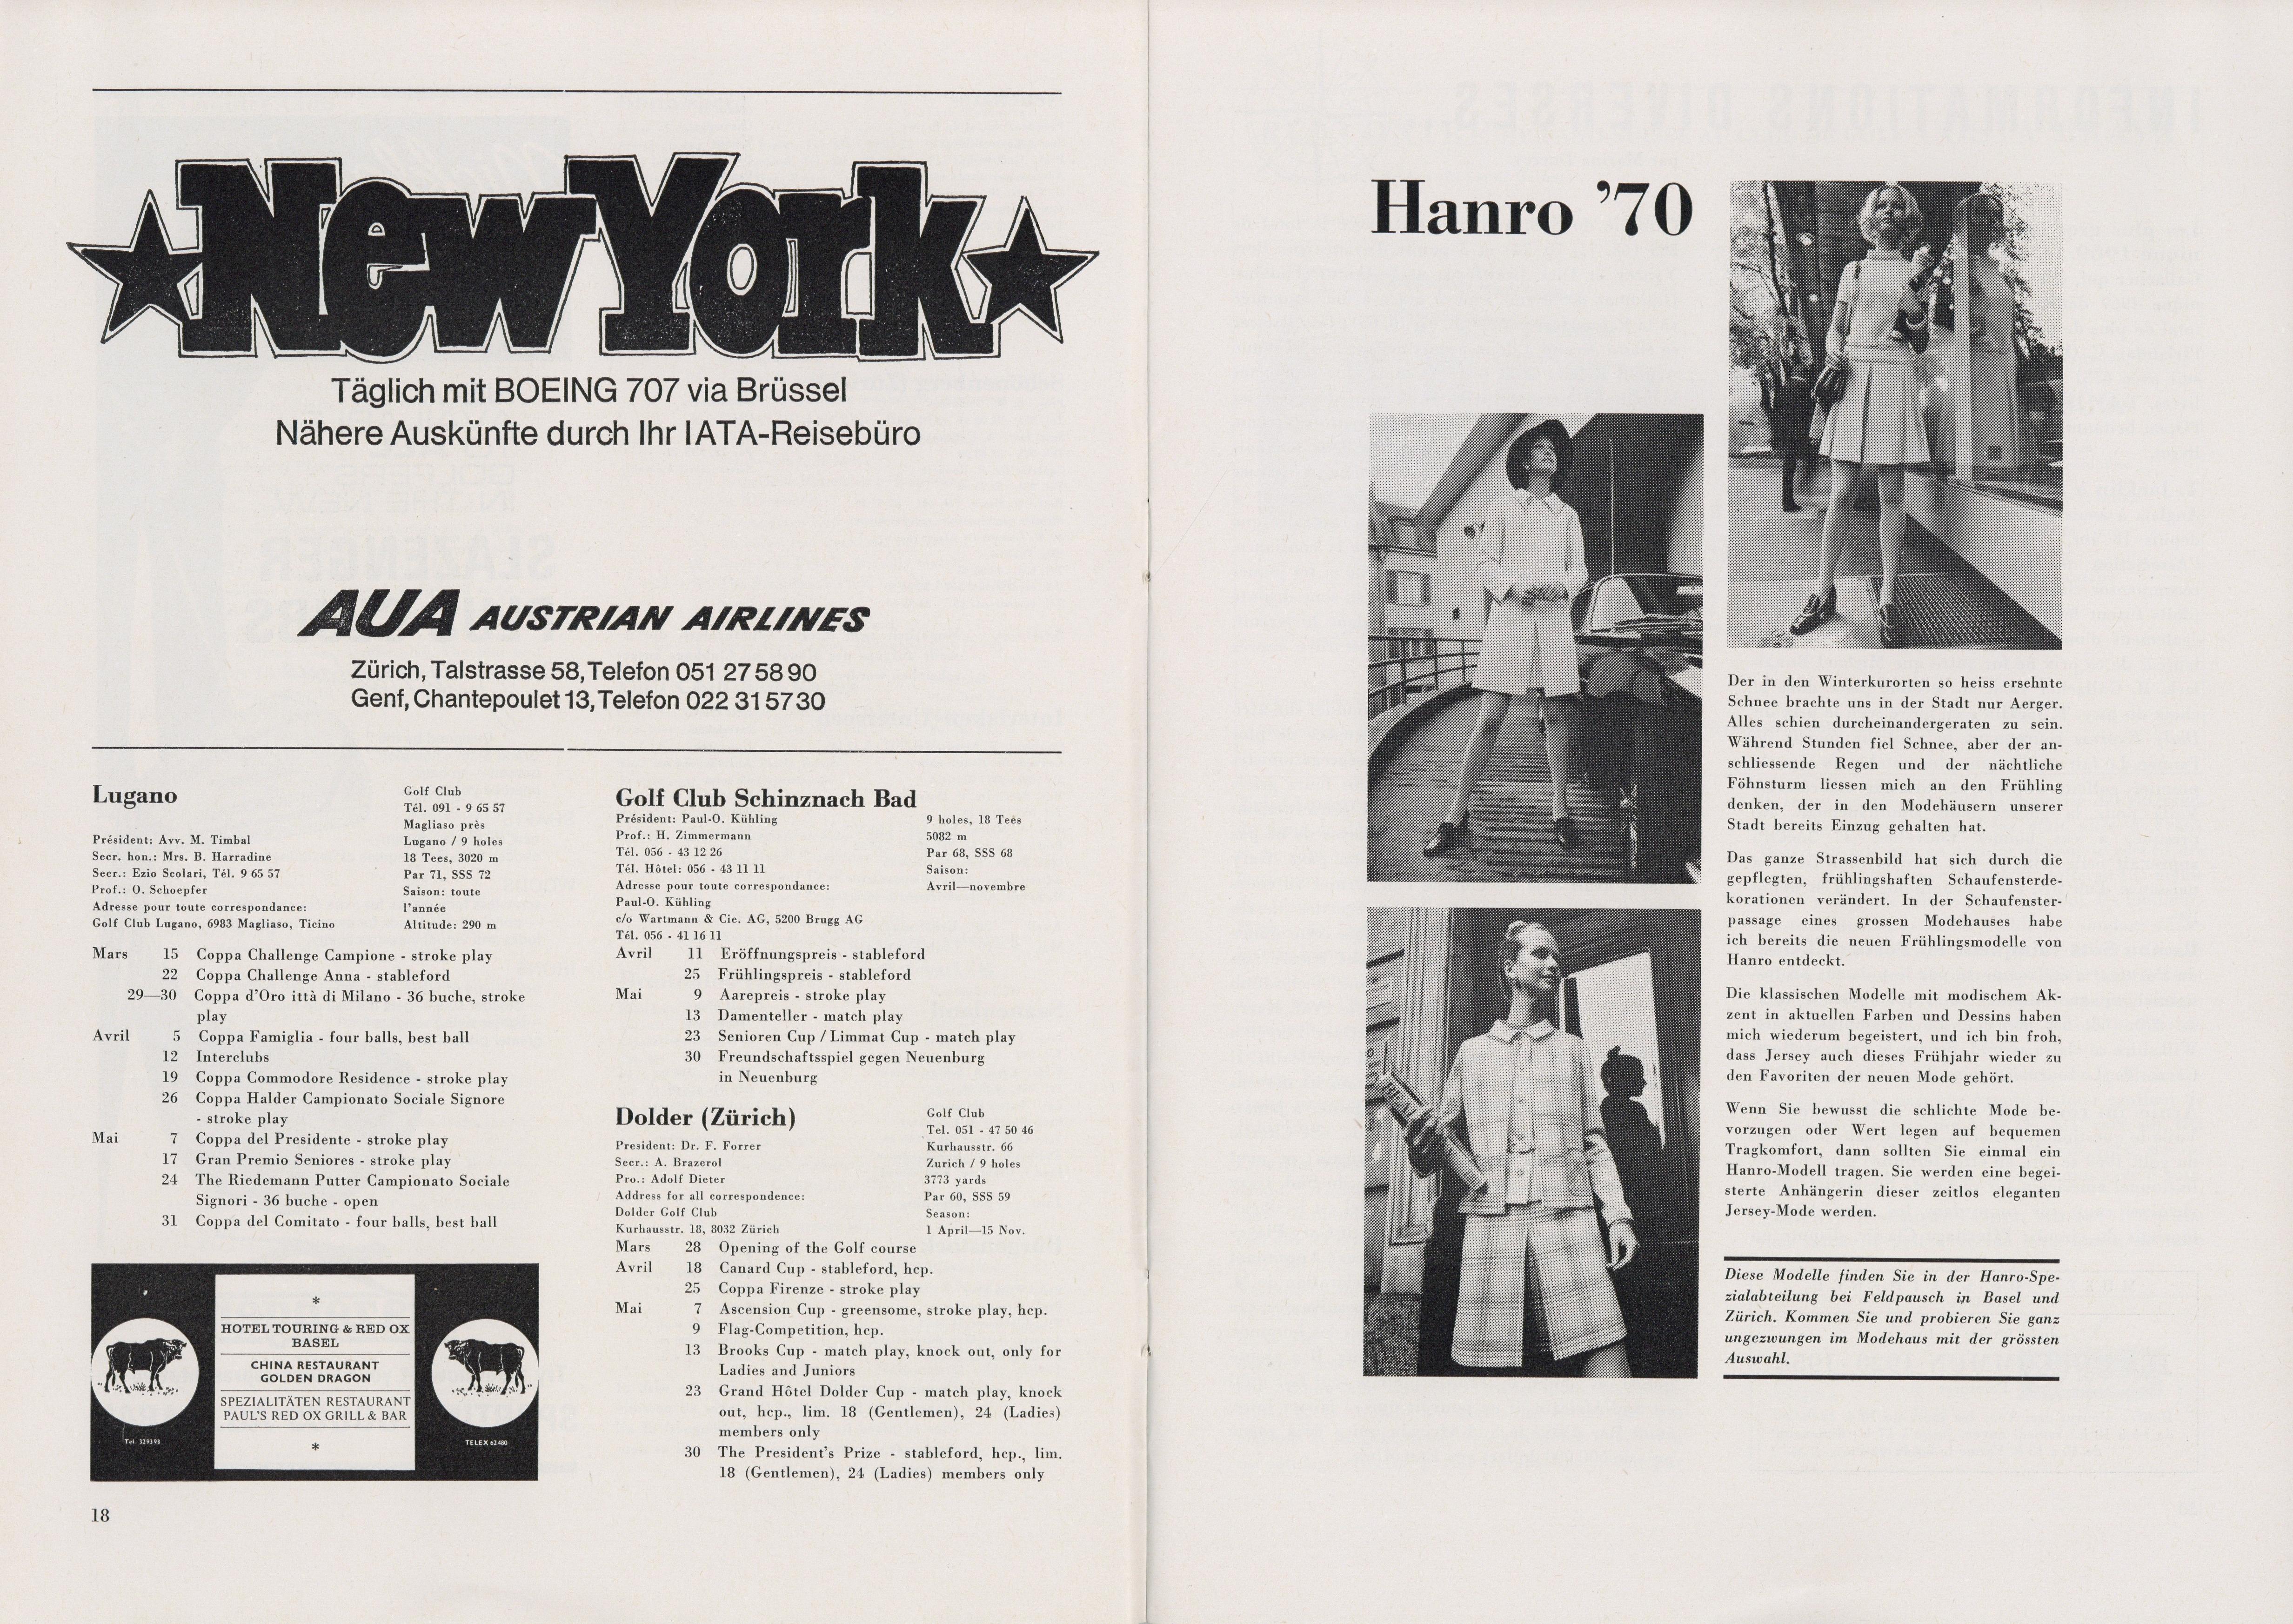 New York
Täglich mit BOEING 707 via Brüssel
Nähere Auskünfte durch Ihr IATA-Reisebüro
AUA AUSTRIAN AIRLINES
Zürich, Talstrasse 58, Telefon 051 27 58 90
Genf, Chantepoulet 13, Telefon 022 31 57 30
Lugano
Président: Avv. M. Timbal
Secr. hon.: Mrs. B. Harradine
Secr.: Ezio Scolari, Tél. 9 65 57
Prof.: O. Schoepfer
Adresse pour toute correspondance:
Golf Club Lugano, 6983 Magliaso, Ticino
Golf Club
Tél. 091 - 9 65 57
Magliaso près
Lugano / 9 holes
18 Tees, 3020 m
Par 71, SSS 72
Saison: toute
l'année
Altitude: 290 m
Mars 15 Coppa Challenge Campione - stroke play
22 Coppa Challenge Anna - stableford
29—30 Coppa d'Oro ittà di Milano - 36 buche, stroke
play
Avril 5 Coppa Famiglia - four balls, best ball
12 Interclubs
19 Coppa Commodore Residence - stroke play
26 Coppa Halder Campionato Sociale Signore
- stroke play
Mai 7 Coppa del Presidente - stroke play
17 Gran Premio Seniores - stroke play
24 The Riedemann Putter Campionato Sociale
Signori - 36 buche - open
31 Coppa del Comitato - four balls, best ball
*
HOTEL TOURING & RED OX
BASEL
CHINA RESTAURANT
GOLDEN DRAGON
SPEZIALITÄTEN RESTAURANT
PAUL'S RED OX GRILL & BAR
*
Tel. 329393
TELEX 62480
18
Golf Club Schinznach Bad
Président: Paul-O. Kühling
Prof.: H. Zimmermann
Tél. 056 - 43 12 26
Tél. Hôtel: 056 - 43 11 11
Adresse pour toute correspondance:
Paul-O. Kühling
c/o Wartmann & Cie. AG, 5200 Brugg AG
Tél. 056 - 41 16 11
9 holes, 18 Tees
5082 m
Par 68, SSS 68
Saison:
Avril—novembre
Avril 11 Eröffnungspreis - stableford
25 Frühlingspreis - stableford
Mai 9 Aarepreis - stroke play
13 Damenteller - match play
23 Senioren Cup / Limmat Cup - match play
30 Freundschaftsspiel gegen Neuenburg
in Neuenburg
Dolder (Zürich)
President: Dr. F. Forrer
Secr.: A. Brazerol
Pro.: Adolf Dieter
Address for all correspondence:
Dolder Golf Club
Kurhausstr. 18, 8032 Zürich
Golf Club
Tel. 051 - 47 50 46
Kurhausstr. 66
Zurich / 9 holes
3773 yards
Par 60, SSS 59
Season:
1 April—15 Nov.
Mars 28 Opening of the Golf course
Avril 18 Canard Cup - stableford, hcp.
25 Coppa Firenze - stroke play
Mai 7 Ascension Cup - greensome, stroke play, hcp.
9 Flag-Competition, hcp.
13 Brooks Cup - match play, knock out, only for
Ladies and Juniors
23 Grand Hôtel Dolder Cup - match play, knock
out, hcp., lim. 18 (Gentlemen), 24 (Ladies)
members only
30 The President's Prize - stableford, hcp., lim.
18 (Gentlemen), 24 (Ladies) members only
Hanro '70
Der in den Winterkurorten so heiss ersehnte
Schnee brachte uns in der Stadt nur Aerger.
Alles schien durcheinandergeraten zu sein.
Während Stunden fiel Schnee, aber der an-
schliessende Regen und der nächtliche
Föhnsturm liessen mich an den Frühling
denken, der in den Modehäusern unserer
Stadt bereits Einzug gehalten hat.
Das ganze Strassenbild hat sich durch die
gepflegten, frühlingshaften Schaufensterde-
korationen verändert. In der Schaufenster-
passage eines grossen Modehauses habe
ich bereits die neuen Frühlingsmodelle von
Hanro entdeckt.
Die klassischen Modelle mit modischem Ak-
zent in aktuellen Farben und Dessins haben
mich wiederum begeistert, und ich bin froh,
dass Jersey auch dieses Frühjahr wieder zu
den Favoriten der neuen Mode gehört.
Wenn Sie bewusst die schlichte Mode be-
vorzugen oder Wert legen auf bequemen
Tragkomfort, dann sollten Sie einmal ein
Hanro-Modell tragen. Sie werden eine begei-
sterte Anhängerin dieser zeitlos eleganten
Jersey-Mode werden.
Diese Modelle finden Sie in der Hanro-Spe-
zialabteilung bei Feldpausch in Basel und
Zürich. Kommen Sie und probieren Sie ganz
ungezwungen im Modehaus mit der grössten
Auswahl.